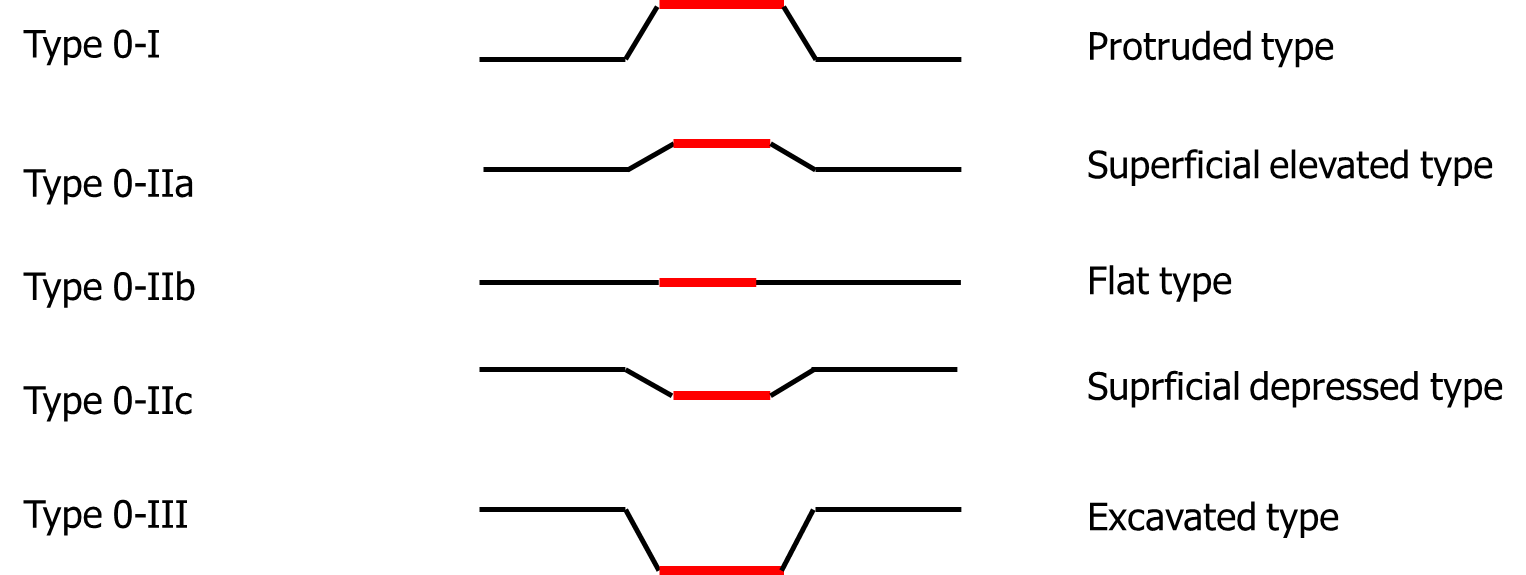 Type 0-I
Protruded type
Type 0-IIa
Superficial elevated type
Type 0-IIb
Flat type
Type 0-IIc
Suprficial depressed type
Type 0-III
Excavated type